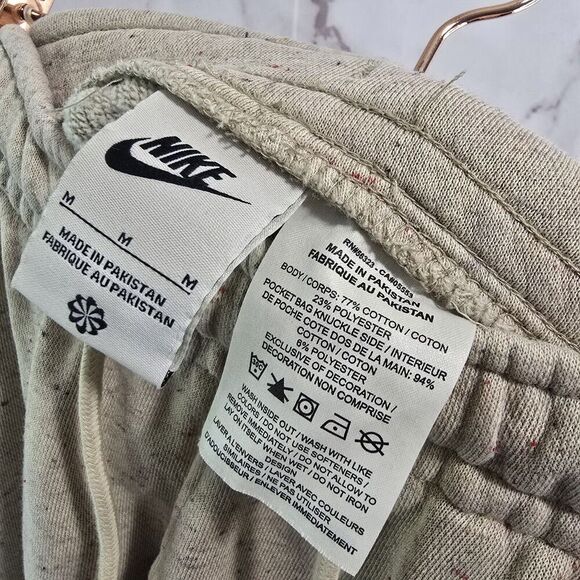 NIKE
M M M M
MADE IN PAKISTAN
FABRIQUE AU PAKISTAN
RN#56323 - CA#05553
MADE IN PAKISTAN
FABRIQUE AU PAKISTAN
BODY / CORPS: 77% COTTON / COTON
23% POLYESTER
POCKET BAG KNUCKLE SIDE / INTERIEUR
DE POCHE COTE DOS DE LA MAIN: 94%
COTTON / COTON
6% POLYESTER
EXCLUSIVE OF DECORATION /
DECORATION NON COMPRISE
WASH INSIDE OUT / WASH WITH LIKE
COLORS / DO NOT USE SOFTENERS /
REMOVE IMMEDIATELY / DO NOT ALLOW TO
LAY ON ITSELF WHEN WET / DO NOT IRON
DESIGN
LAVER A L'ENVERS / LAVER AVEC COULEURS
SIMILAIRES / NE PAS UTILISER
D'ADOUCISSEUR / ENLEVER IMMEDIATEMENT